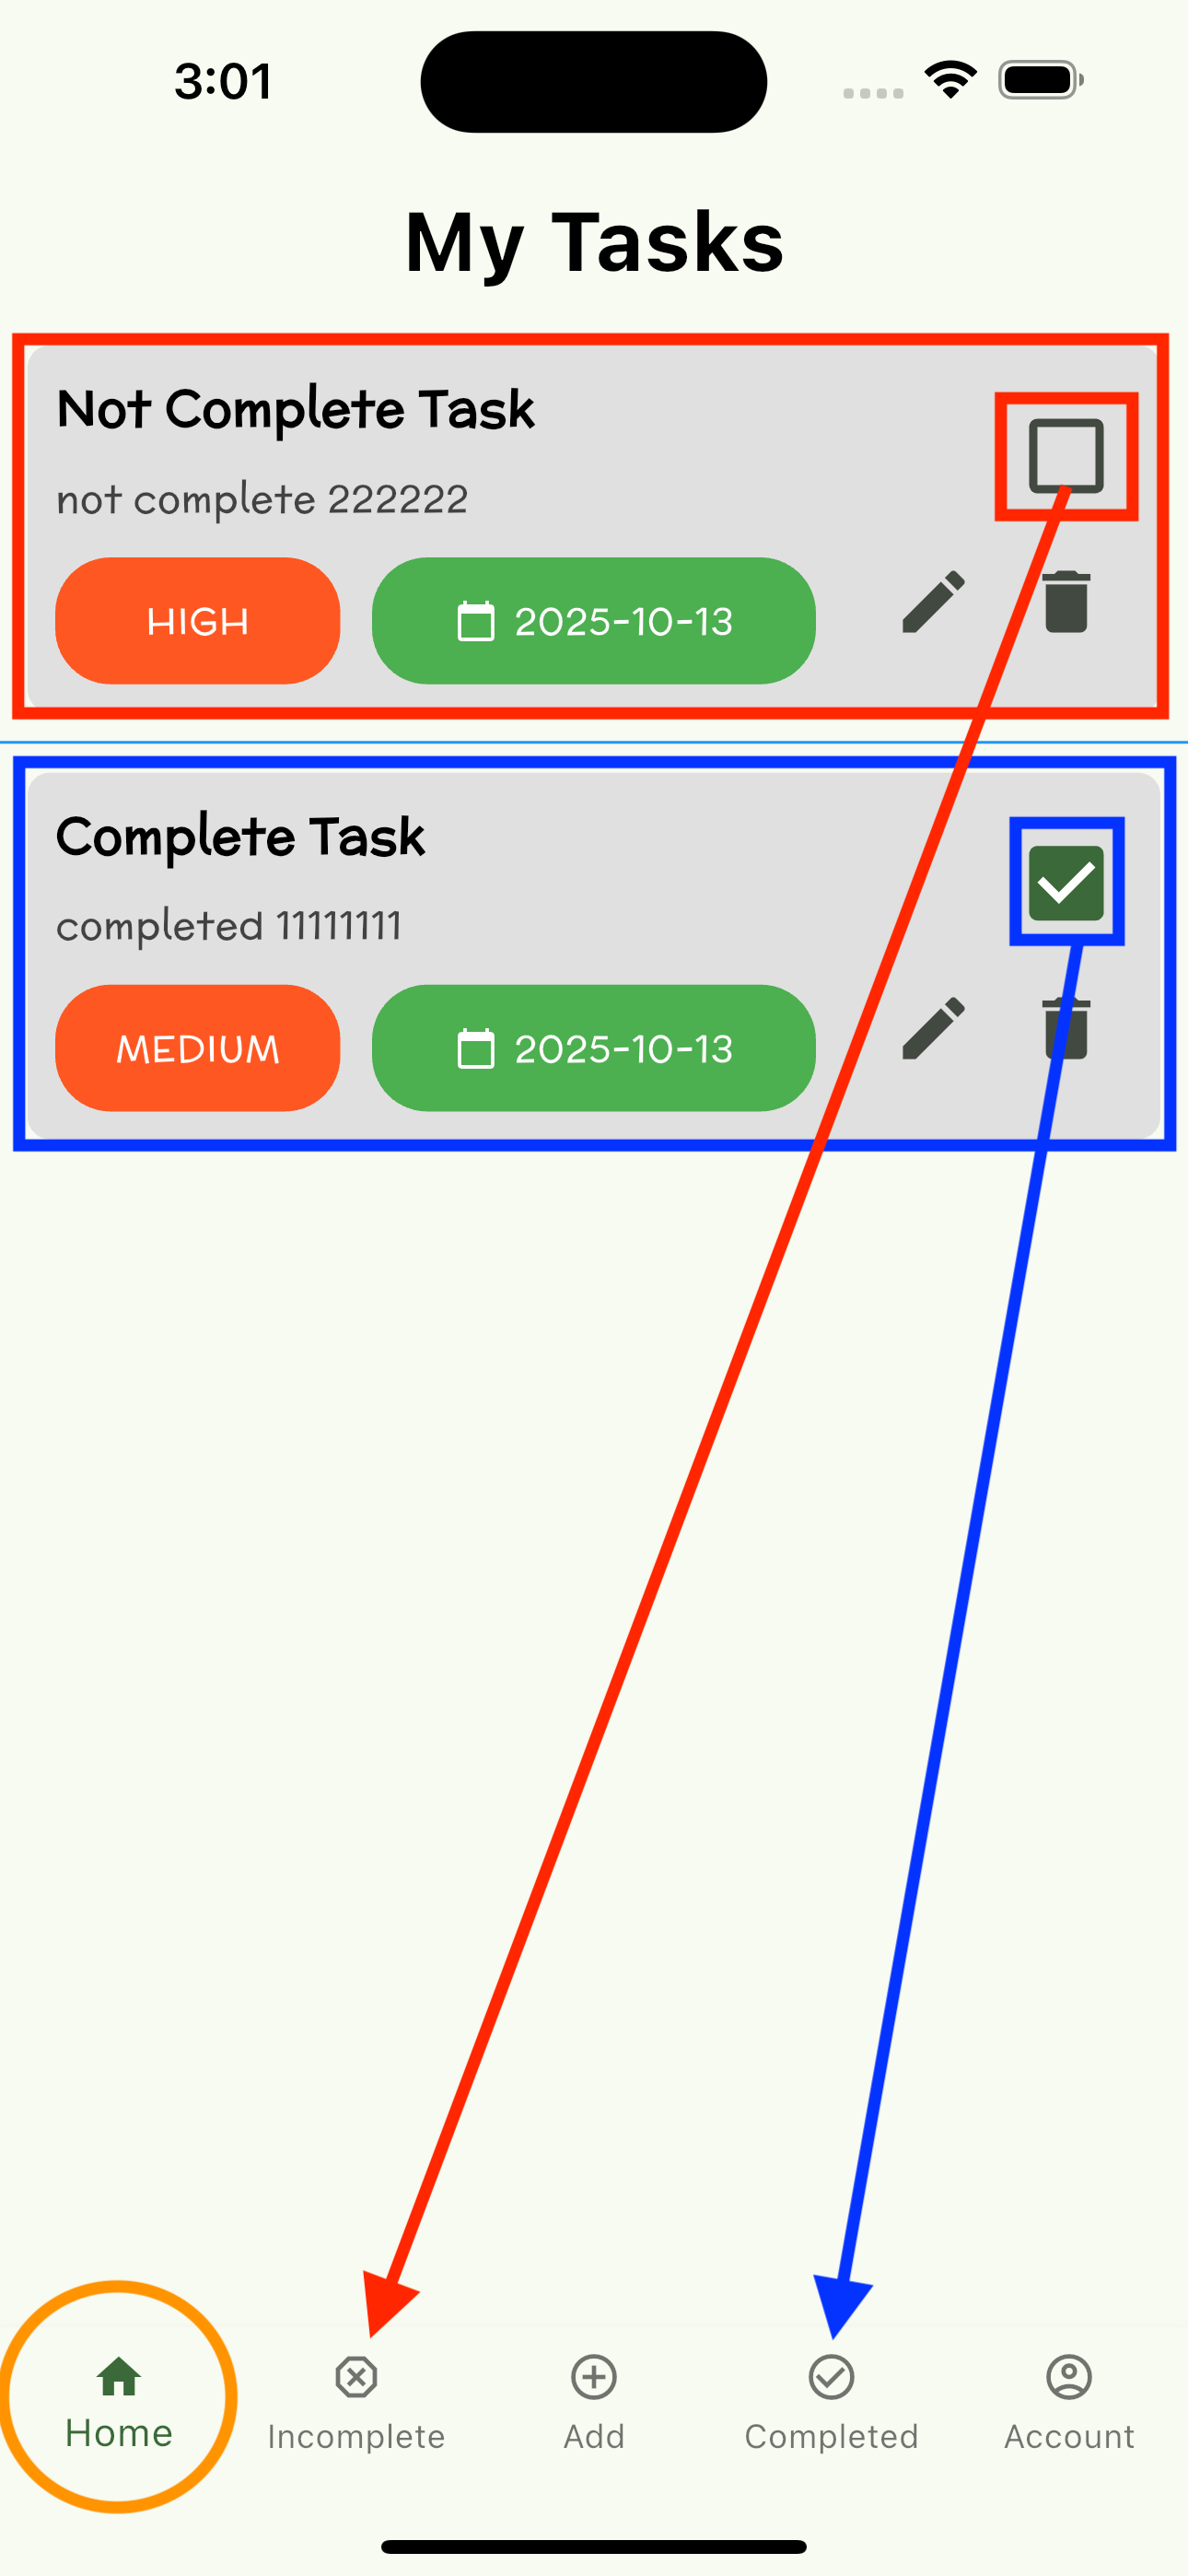 3:01
My Tasks
Not Complete Task
not complete 222222
HIGH
2025-10-13
Complete Task
completed 11111111
MEDIUM
2025-10-13
Home
Incomplete
Add
Completed
Account